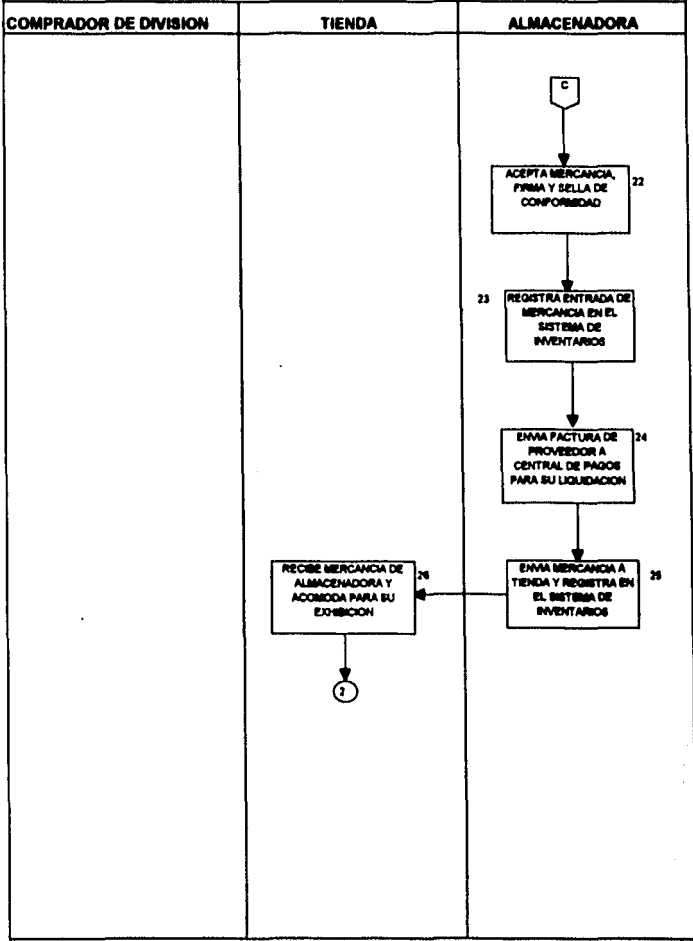 COMPRADOR DE DIVISION
TIENDA
ALMACENADORA
C
ACEPTA MERCANCIA,
FIRMA Y SELLA DE
CONFORMIDAD
22
23
REGISTRA ENTRADA DE
MERCANCIA EN EL
SISTEMA DE
INVENTARIOS
ENVIA FACTURA DE
PROVEEDOR A
CENTRAL DE PAGOS
PARA SU LIQUIDACION
24
RECIBE MERCANCIA DE
ALMACENADORA Y
ACOMODA PARA SU
EXHIBICION
26
ENVIA MERCANCIA A
TIENDA Y REGISTRA EN
EL SISTEMA DE
INVENTARIOS
25
2